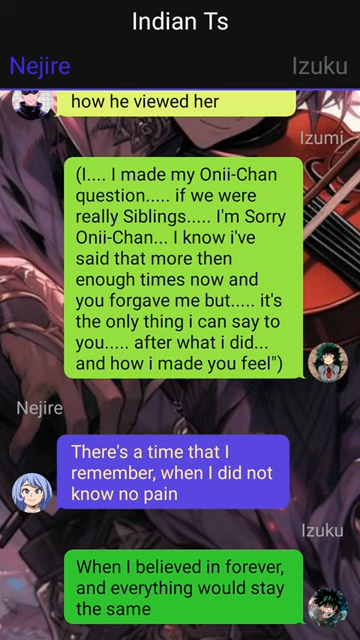 Indian Ts
Nejire
Izuku
how he viewed her
Izumi
(I.... I made my Onii-Chan
question..... if we were
really Siblings..... I'm Sorry
Onii-Chan... I know i've
said that more then
enough times now and
you forgave me but..... it's
the only thing i can say to
you..... after what i did...
and how i made you feel")
Nejire
There's a time that I
remember, when I did not
know no pain
Izuku
When I believed in forever,
and everything would stay
the same